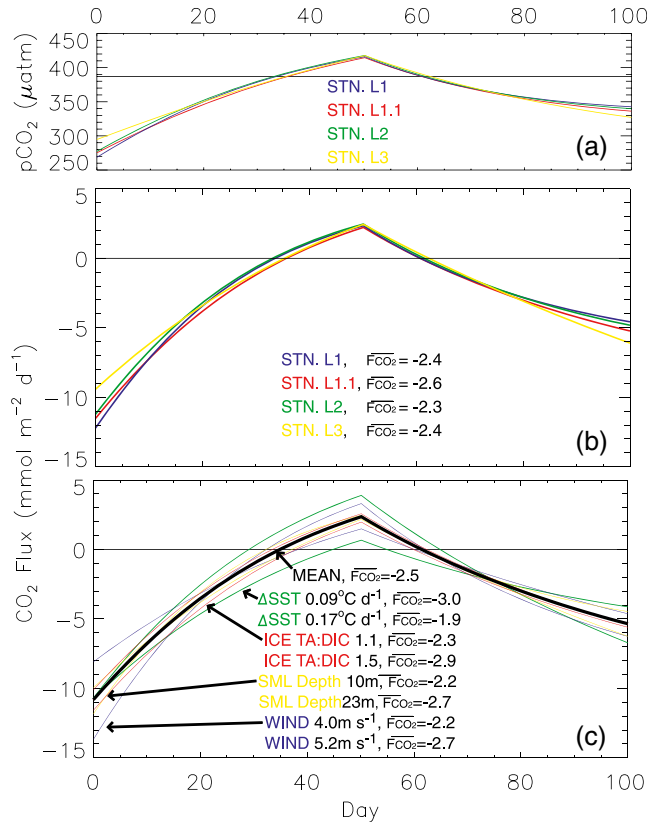 0 20 40 60 80 100
450
400
350
300
250
pCO₂ (μatm)
STN. L1
STN. L1.1
STN. L2
STN. L3
(a)
5
0
-5
-10
-15
STN. L1, FCO₂= -2.4
STN. L1.1, FCO₂= -2.6
STN. L2, FCO₂= -2.3
STN. L3, FCO₂= -2.4
(b)
CO₂ Flux (mmol m⁻² d⁻¹)
5
0
-5
-10
-15
MEAN, FCO₂=-2.5
ΔSST 0.09°C d⁻¹, FCO₂=-3.0
ΔSST 0.17°C d⁻¹, FCO₂=-1.9
ICE TA:DIC 1.1, FCO₂=-2.3
ICE TA:DIC 1.5, FCO₂=-2.9
SML Depth 10m, FCO₂=-2.2
SML Depth 23m, FCO₂=-2.7
WIND 4.0m s⁻¹, FCO₂=-2.2
WIND 5.2m s⁻¹, FCO₂=-2.7
(c)
0 20 40 60 80 100
Day